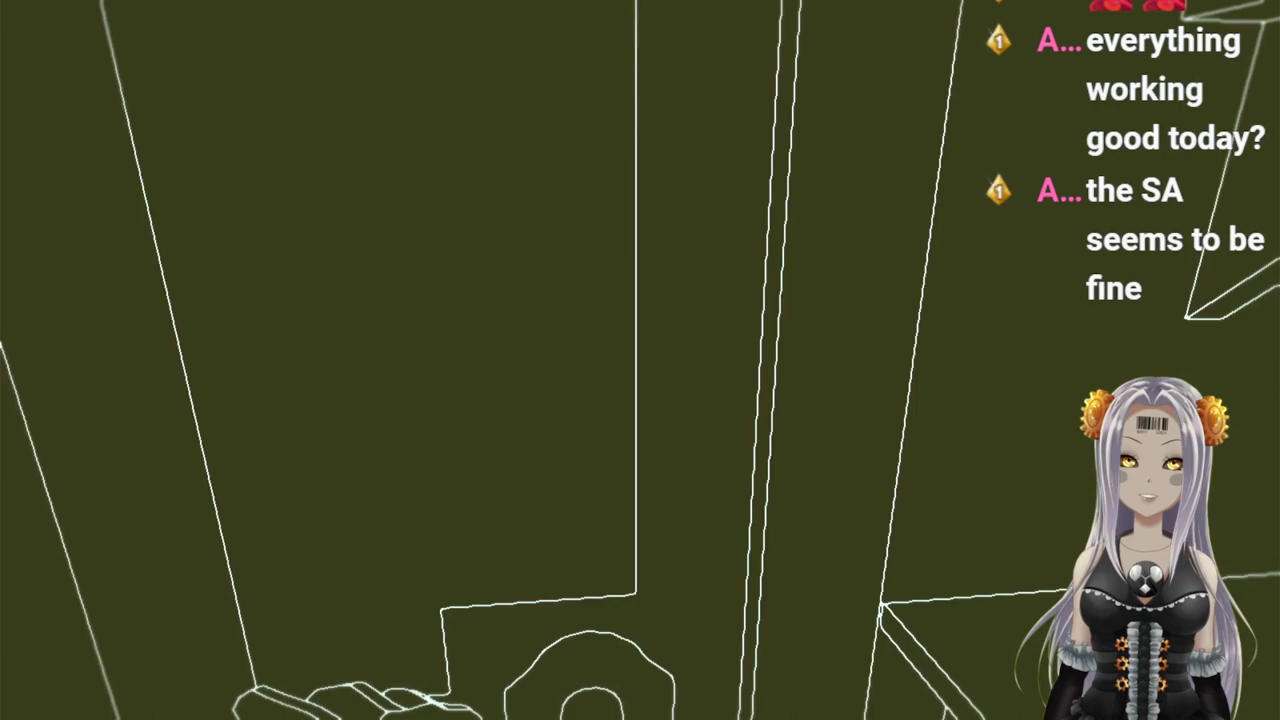 A... everything
working
good today?
A... the SA
seems to be
fine